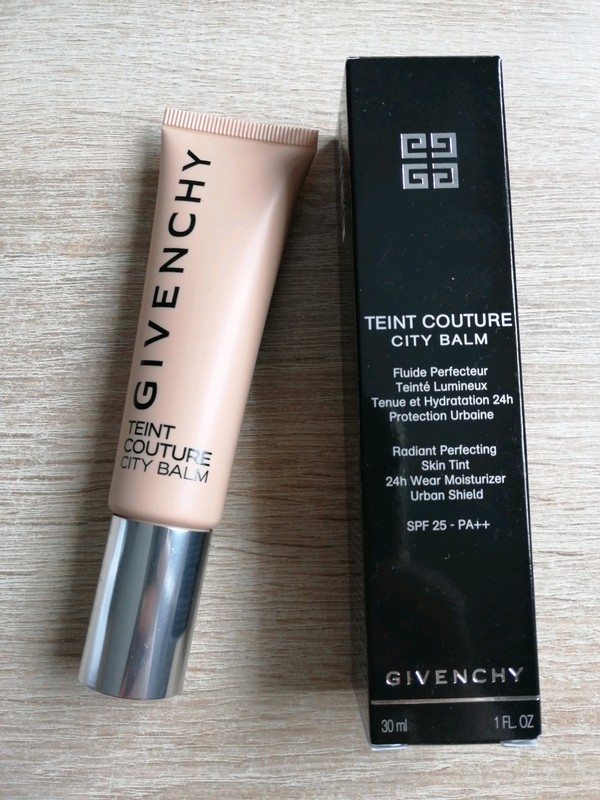 GIVENCHY
TEINT
COUTURE
CITY BALM
TEINT COUTURE
CITY BALM
Fluide Perfecteur
Teinté Lumineux
Tenue et Hydratation 24h
Protection Urbaine
Radiant Perfecting
Skin Tint
24h Wear Moisturizer
Urban Shield
SPF 25 - PA++
GIVENCHY
30 ml 1 FL. OZ